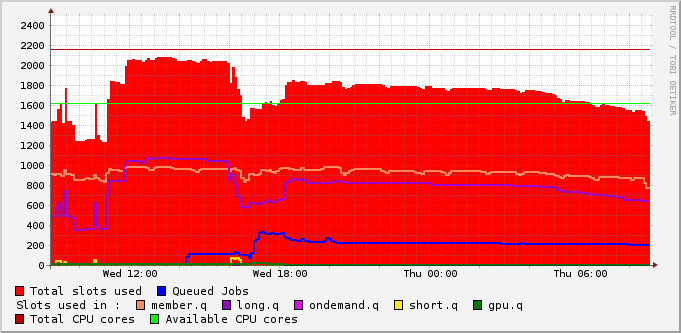 RRDTOOL / TOBI OETIKER
2400
2200
2000
1800
1600
1400
1200
1000
800
600
400
200
0
Wed 12:00 Wed 18:00 Thu 00:00 Thu 06:00
Total slots used Queued Jobs
Slots used in : member.q long.q ondemand.q short.q gpu.q
Total CPU cores Available CPU cores